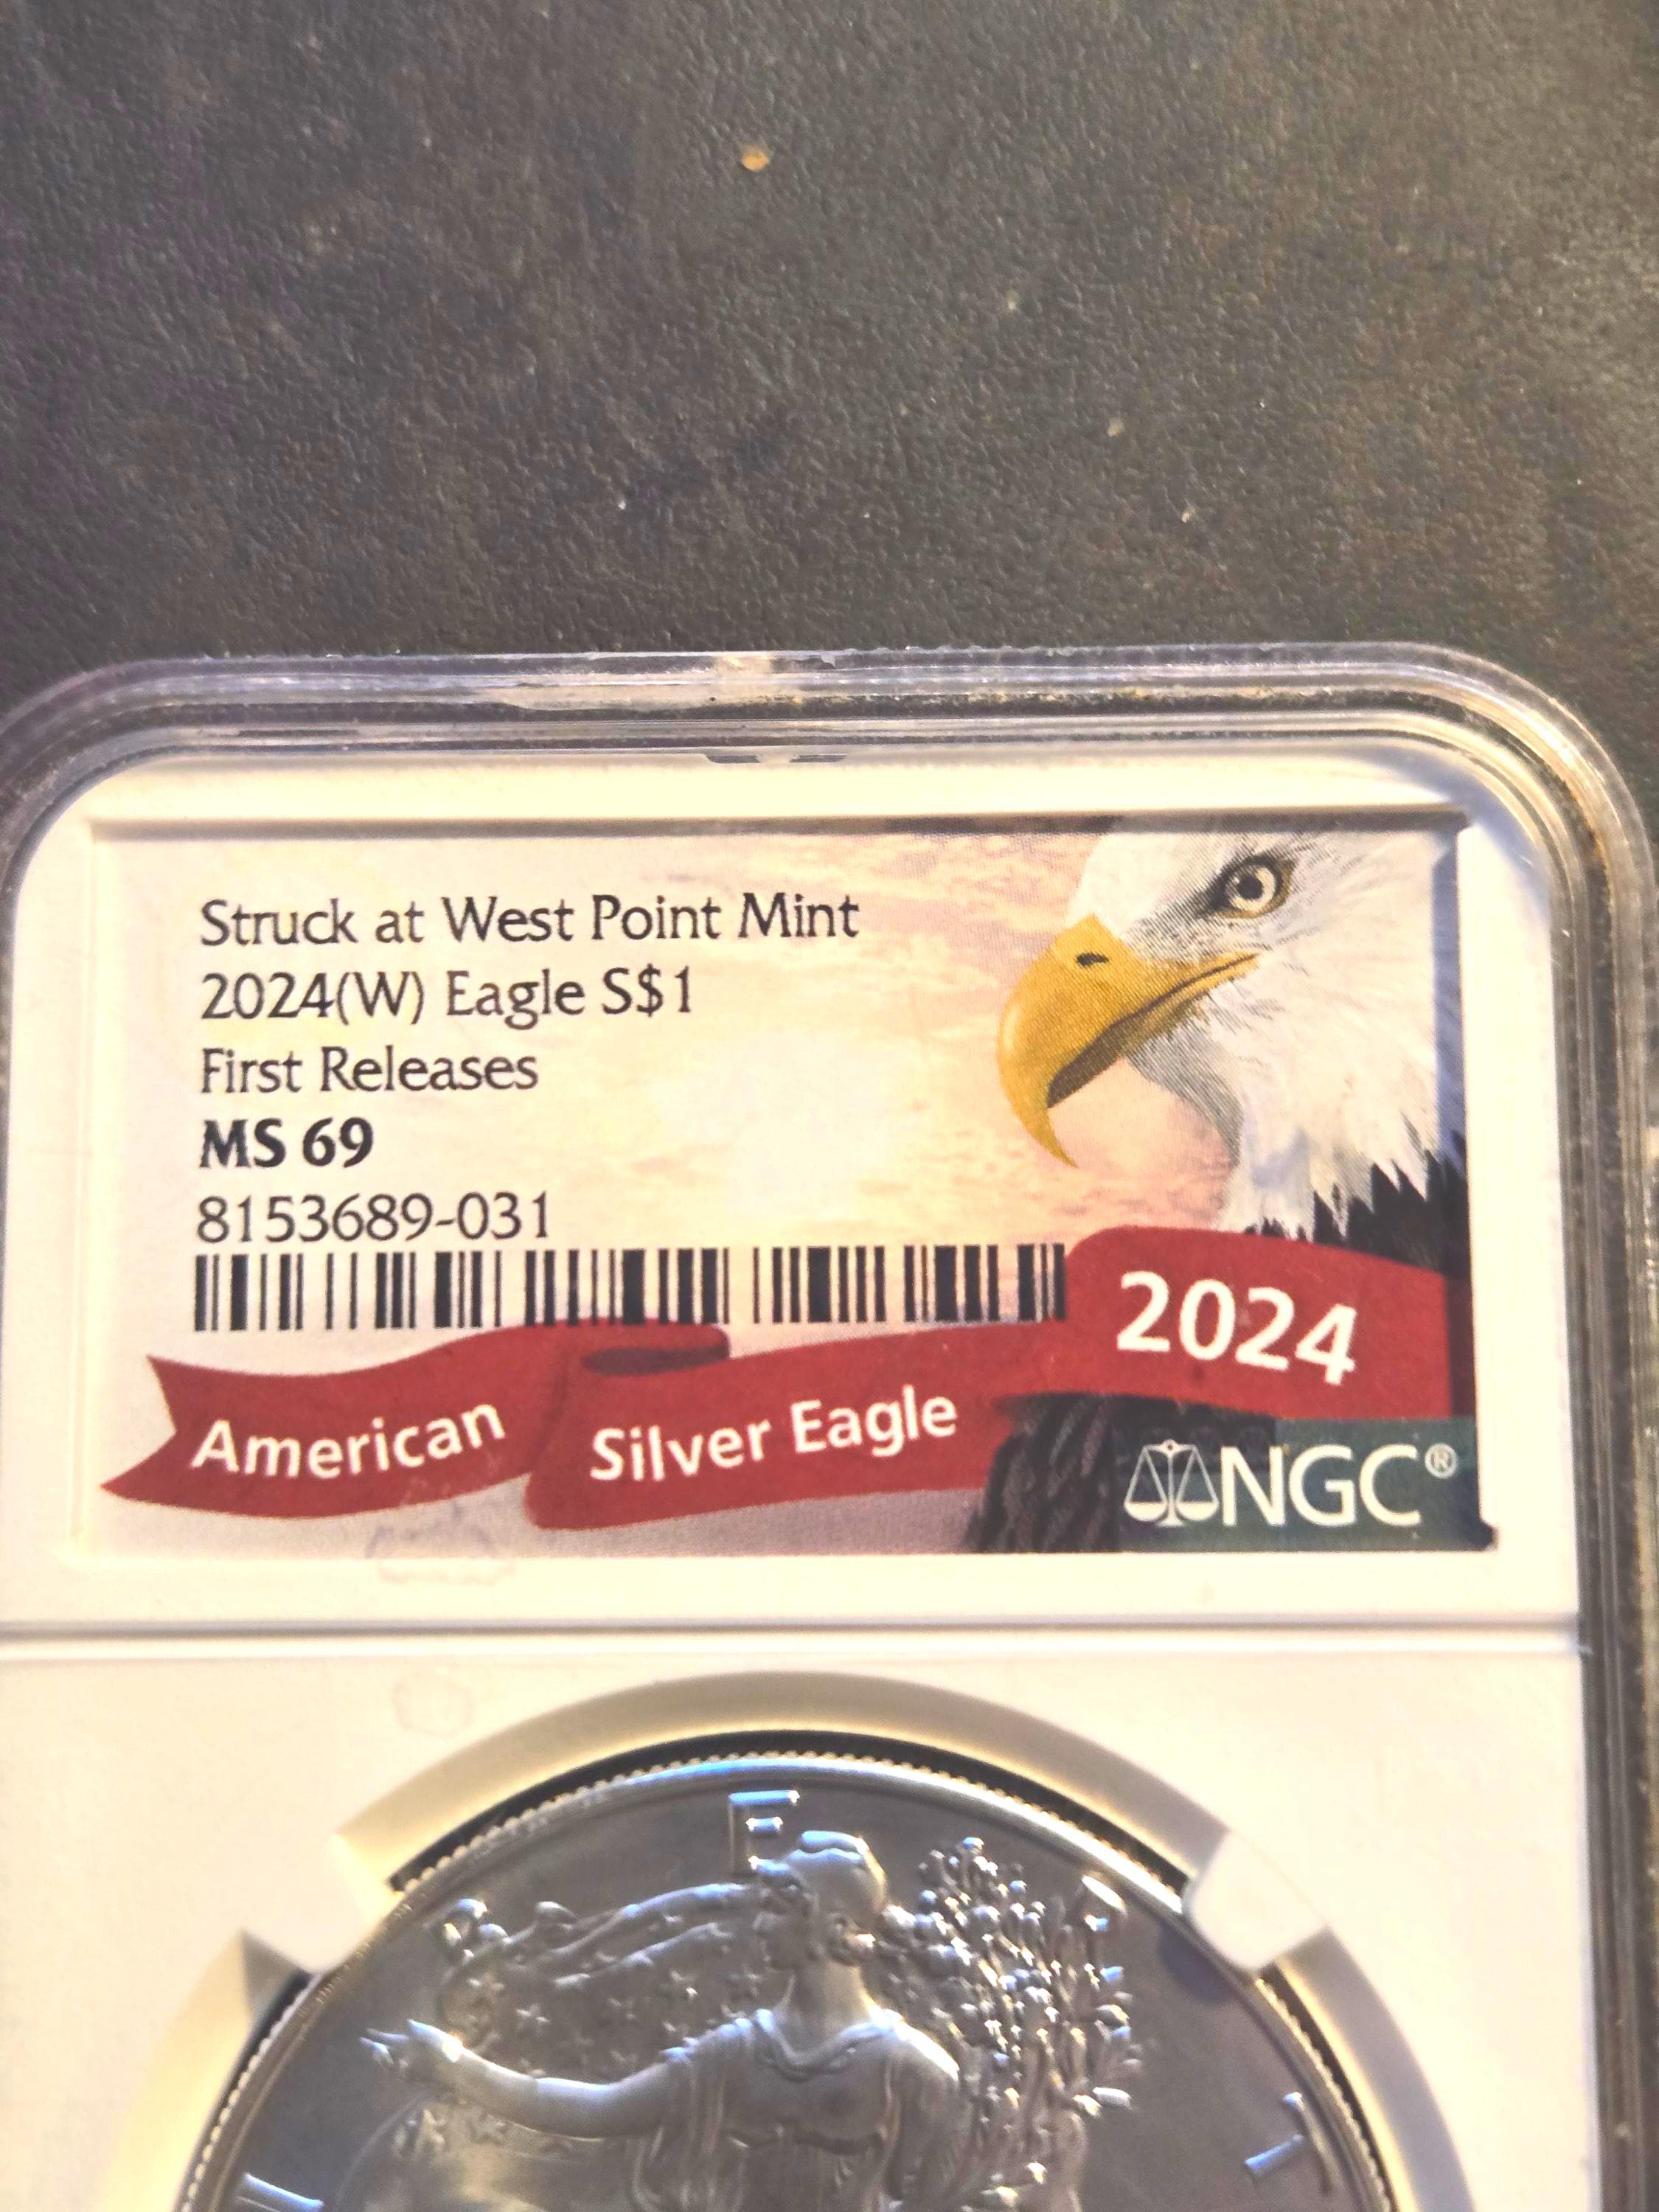 Struck at West Point Mint
2024(W) Eagle S$1
First Releases
MS 69
8153689-031
2024
American Silver Eagle
NGC®